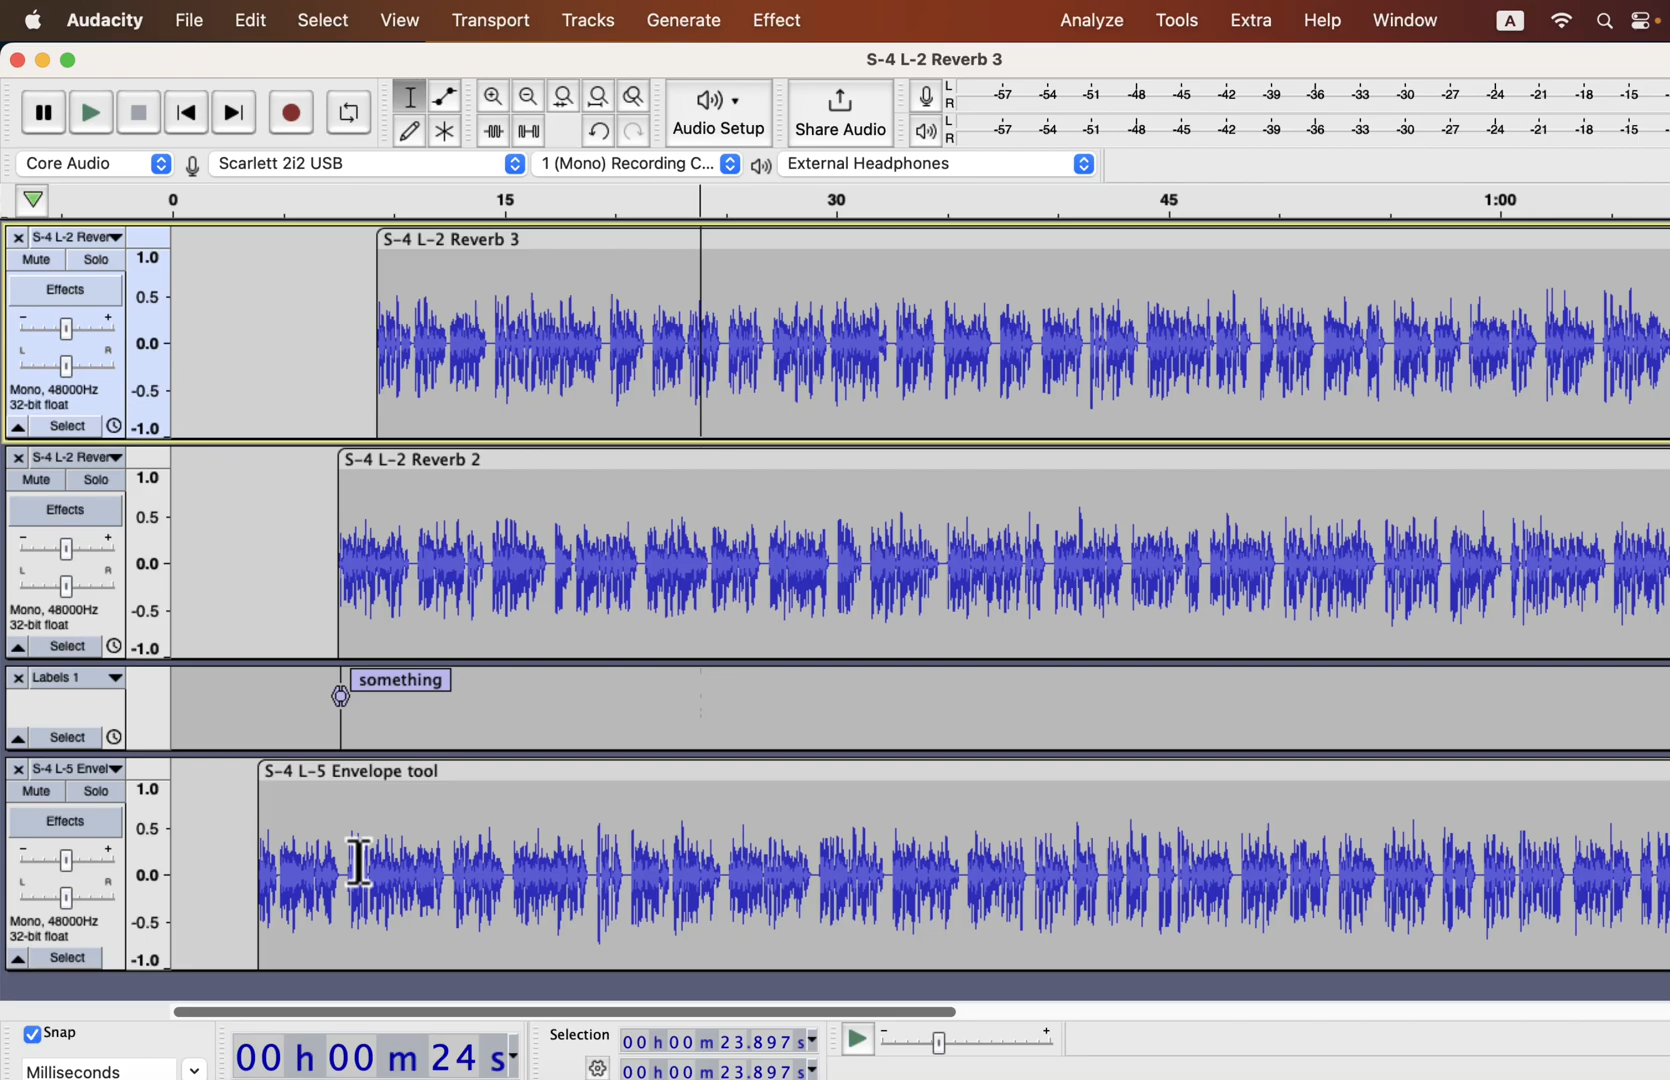 Audacity File Edit Select View Transport Tracks Generate Effect Analyze Tools Extra Help Window A
S-4 L-2 Reverb 3
Audio Setup
Share Audio
L
R
-57 -54 -51 -48 -45 -42 -39 -36 -33 -30 -27 -24 -21 -18 -15
L
R
-57 -54 -51 -48 -45 -42 -39 -36 -33 -30 -27 -24 -21 -18 -15
Core Audio Scarlett 2i2 USB 1 (Mono) Recording C... External Headphones
0 15 30 45 1:00
S-4 L-2 Rever
S-4 L-2 Reverb 3
Mute Solo
Effects
- +
L R
Mono, 48000Hz
32-bit float
Select
1.0
0.5
0.0
-0.5
-1.0
S-4 L-2 Rever
S-4 L-2 Reverb 2
Mute Solo
Effects
- +
L R
Mono, 48000Hz
32-bit float
Select
1.0
0.5
0.0
-0.5
-1.0
Labels 1
something
Select
S-4 L-5 Envel
S-4 L-5 Envelope tool
Mute Solo
Effects
- +
L R
Mono, 48000Hz
32-bit float
Select
1.0
0.5
0.0
-0.5
-1.0
Snap
Milliseconds
00 h 00 m 24 s
Selection
00 h 00 m 23.897 s
00 h 00 m 23.897 s
- +